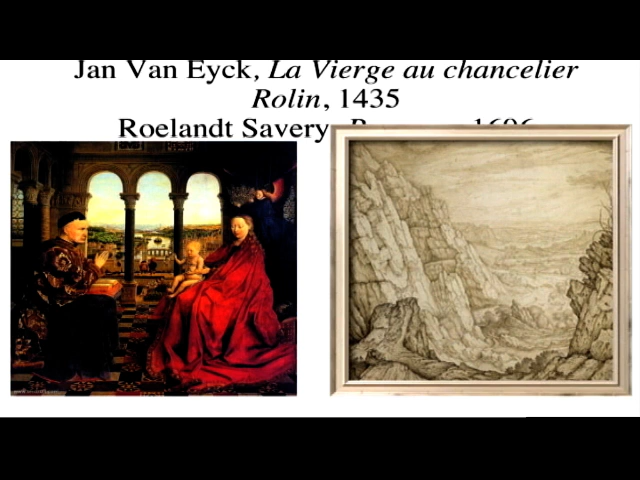 Jan Van Eyck, La Vierge au chancelier
Rolin, 1435
Roelandt Savery,